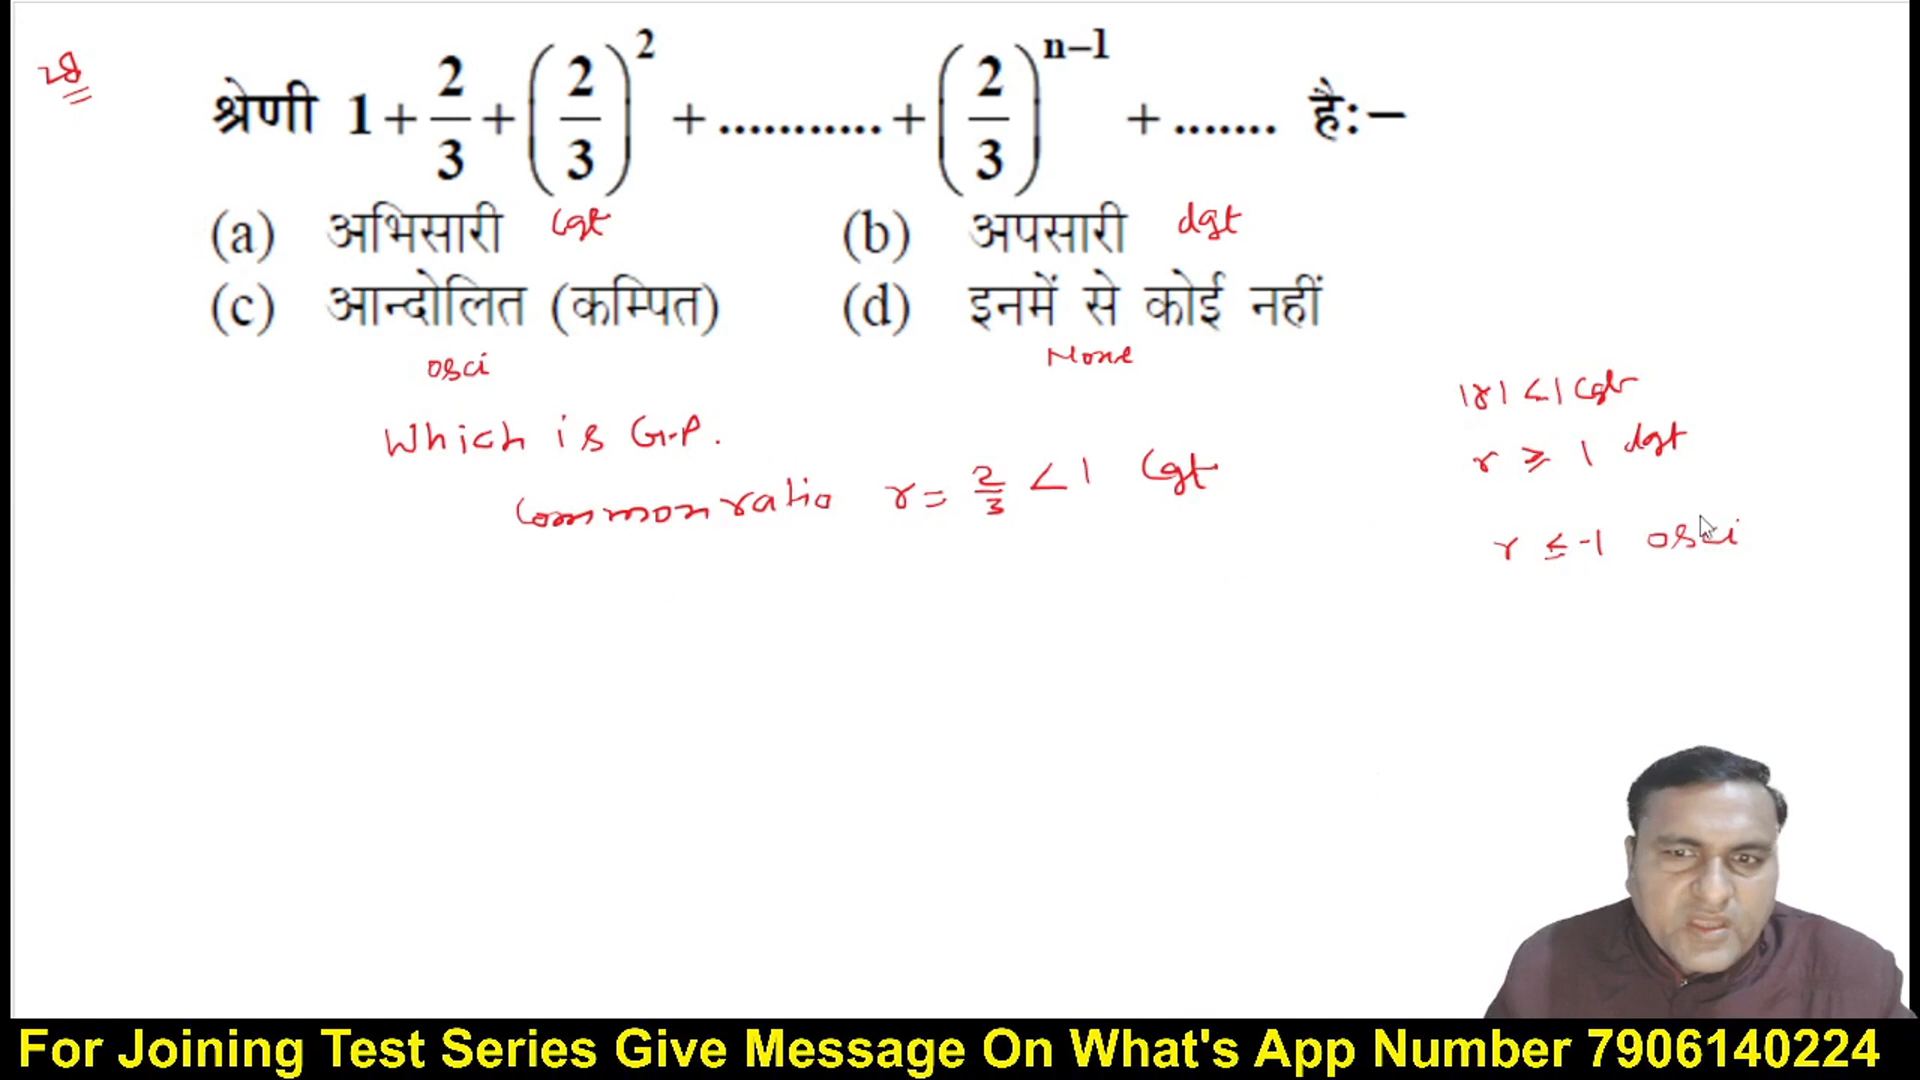 28
श्रेणी 1+2/3+(2/3)^2 +...........+(2/3)^{n-1} +....... है:–
(a) अभिसारी cgt (b) अपसारी dgt
(c) आन्दोलित (कम्पित) (d) इनमें से कोई नहीं
osci None
|r| < 1 cgt
Which is G.P.
r ≥ 1 dgt
common ratio r = 2/3 < 1 cgt
r ≤ -1 osci
For Joining Test Series Give Message On What's App Number 7906140224